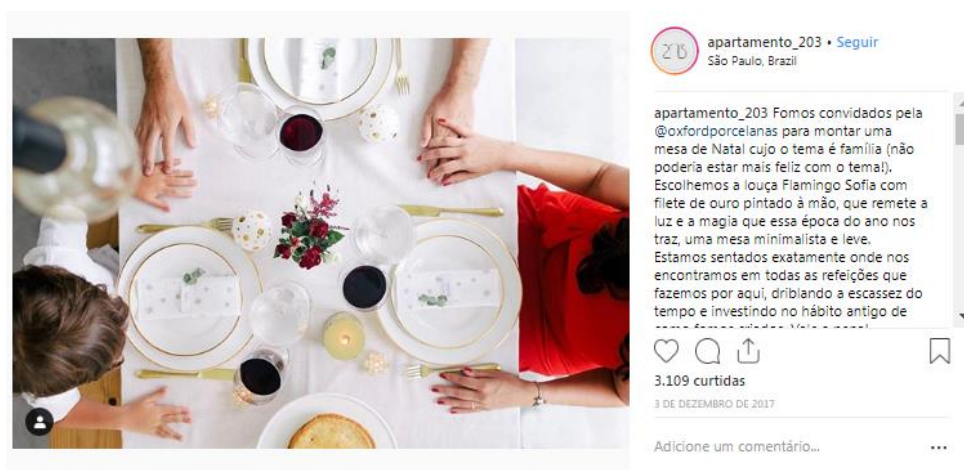 apartamento_203 • Seguir
São Paulo, Brazil
apartamento_203 Fomos convidados pela
@oxfordporcelanas para montar uma
mesa de Natal cujo o tema é família (não
poderia estar mais feliz com o tema!).
Escolhemos a louça Flamingo Sofia com
filete de ouro pintado à mão, que remete a
luz e a magia que essa época do ano nos
traz, uma mesa minimalista e leve.
Estamos sentados exatamente onde nos
encontramos em todas as refeições que
fazemos por aqui, driblando a escassez do
tempo e investindo no hábito antigo de
3.109 curtidas
3 DE DEZEMBRO DE 2017
Adicione um comentário...